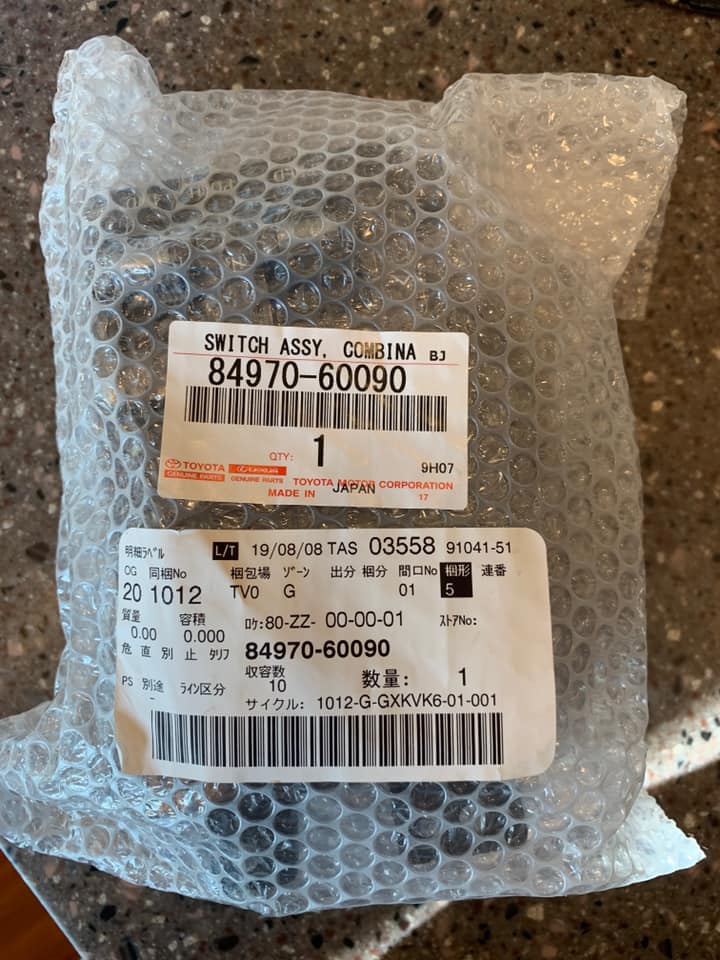 SWITCH ASSY, COMBINA BJ
84970-60090
QTY: 1
9H07
TOYOTA LEXUS
GENUINE PARTS GENUINE PARTS TOYOTA MOTOR CORPORATION
MADE IN JAPAN 17
明細ラベル L/T 19/08/08 TAS 03558 91041-51
OG 同梱No 梱包場 ゾーン 出分 梱分 間口No 梱形 連番
20 1012 TV0 G 01 5
質量 容積 ロケ:80-ZZ- 00-00-01 ストアNo:
0.00 0.000
危 直 別 止 タリフ 84970-60090
収容数 数量: 1
PS 別途 ライン区分 10
- サイクル: 1012-G-GXKVK6-01-001